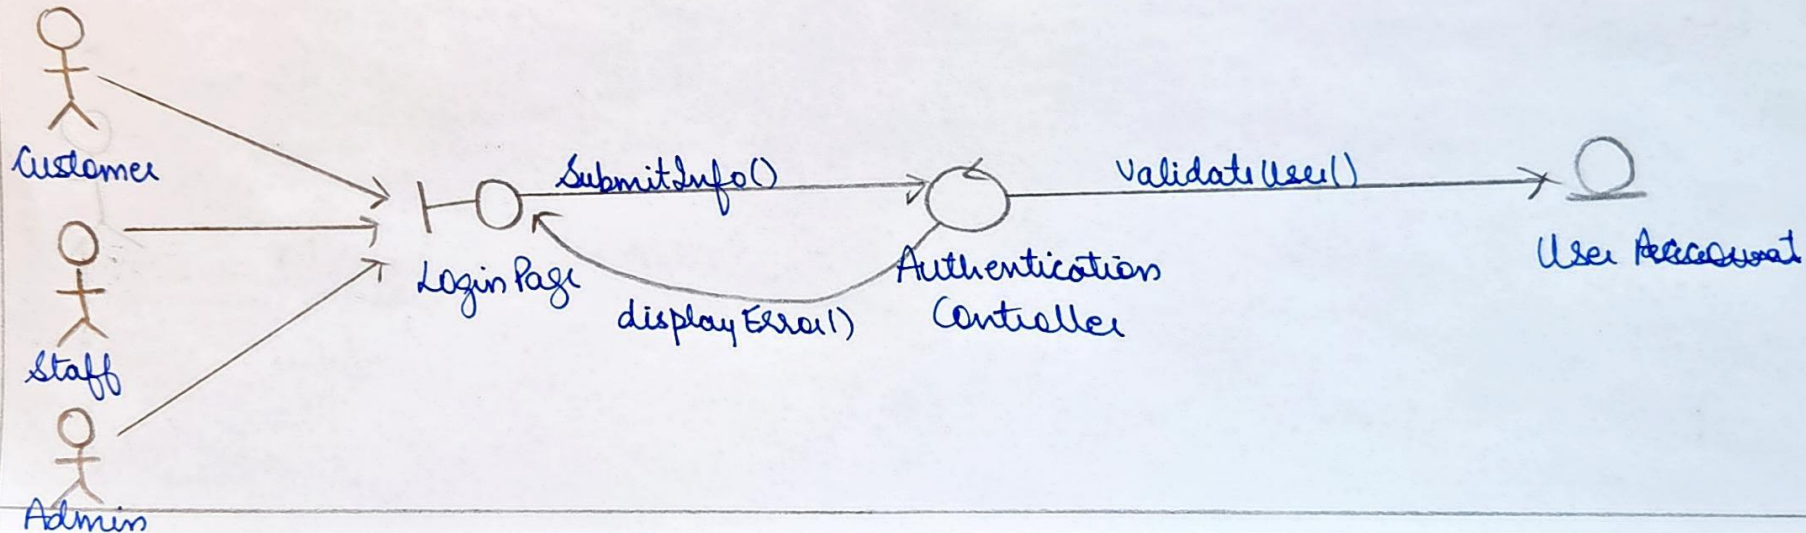 Customer
SubmitInfo()
ValidateUser()
Login Page
Authentication
Controller
User Account
displayError()
Staff
Admin